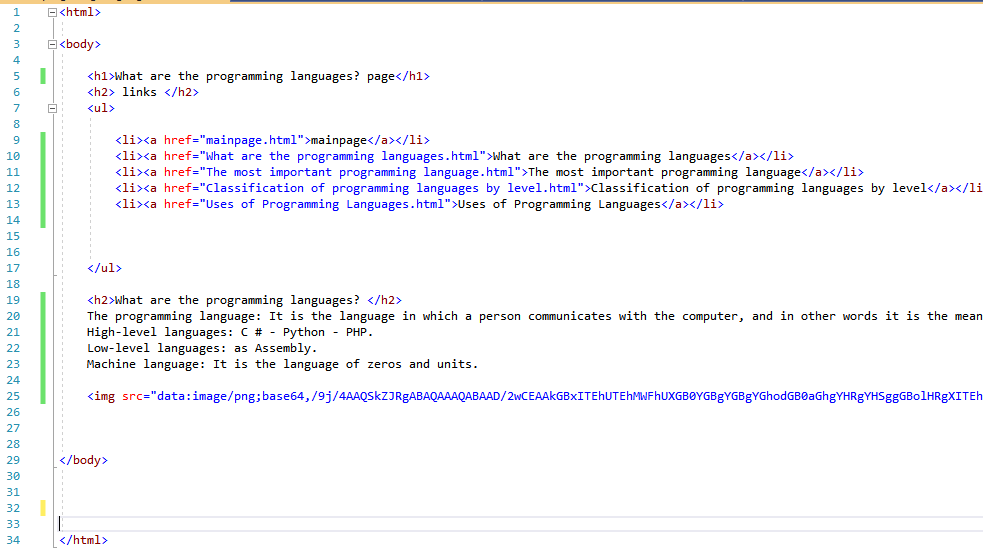 1 <html>
2
3 <body>
4
5 <h1>What are the programming languages? page</h1>
6 <h2> links </h2>
7 <ul>
8
9 <li><a href="mainpage.html">mainpage</a></li>
10 <li><a href="What are the programming languages.html">What are the programming languages</a></li>
11 <li><a href="The most important programming language.html">The most important programming language</a></li>
12 <li><a href="Classification of programming languages by level.html">Classification of programming languages by level</a></li
13 <li><a href="Uses of Programming Languages.html">Uses of Programming Languages</a></li>
14
15
16
17 </ul>
18
19 <h2>What are the programming languages? </h2>
20 The programming language: It is the language in which a person communicates with the computer, and in other words it is the mean
21 High-level languages: C # - Python - PHP.
22 Low-level languages: as Assembly.
23 Machine language: It is the language of zeros and units.
24
25 <img src="data:image/png;base64,/9j/4AAQSkZJRgABAQAAAQABAAD/2wCEAAkGBxITEhUTEhMWFhUXGB0YGBgYGBgYGhodGB0aGhgYHRgYHSggGBolHRgXITEh
26
27
28
29 </body>
30
31
32
33
34 </html>